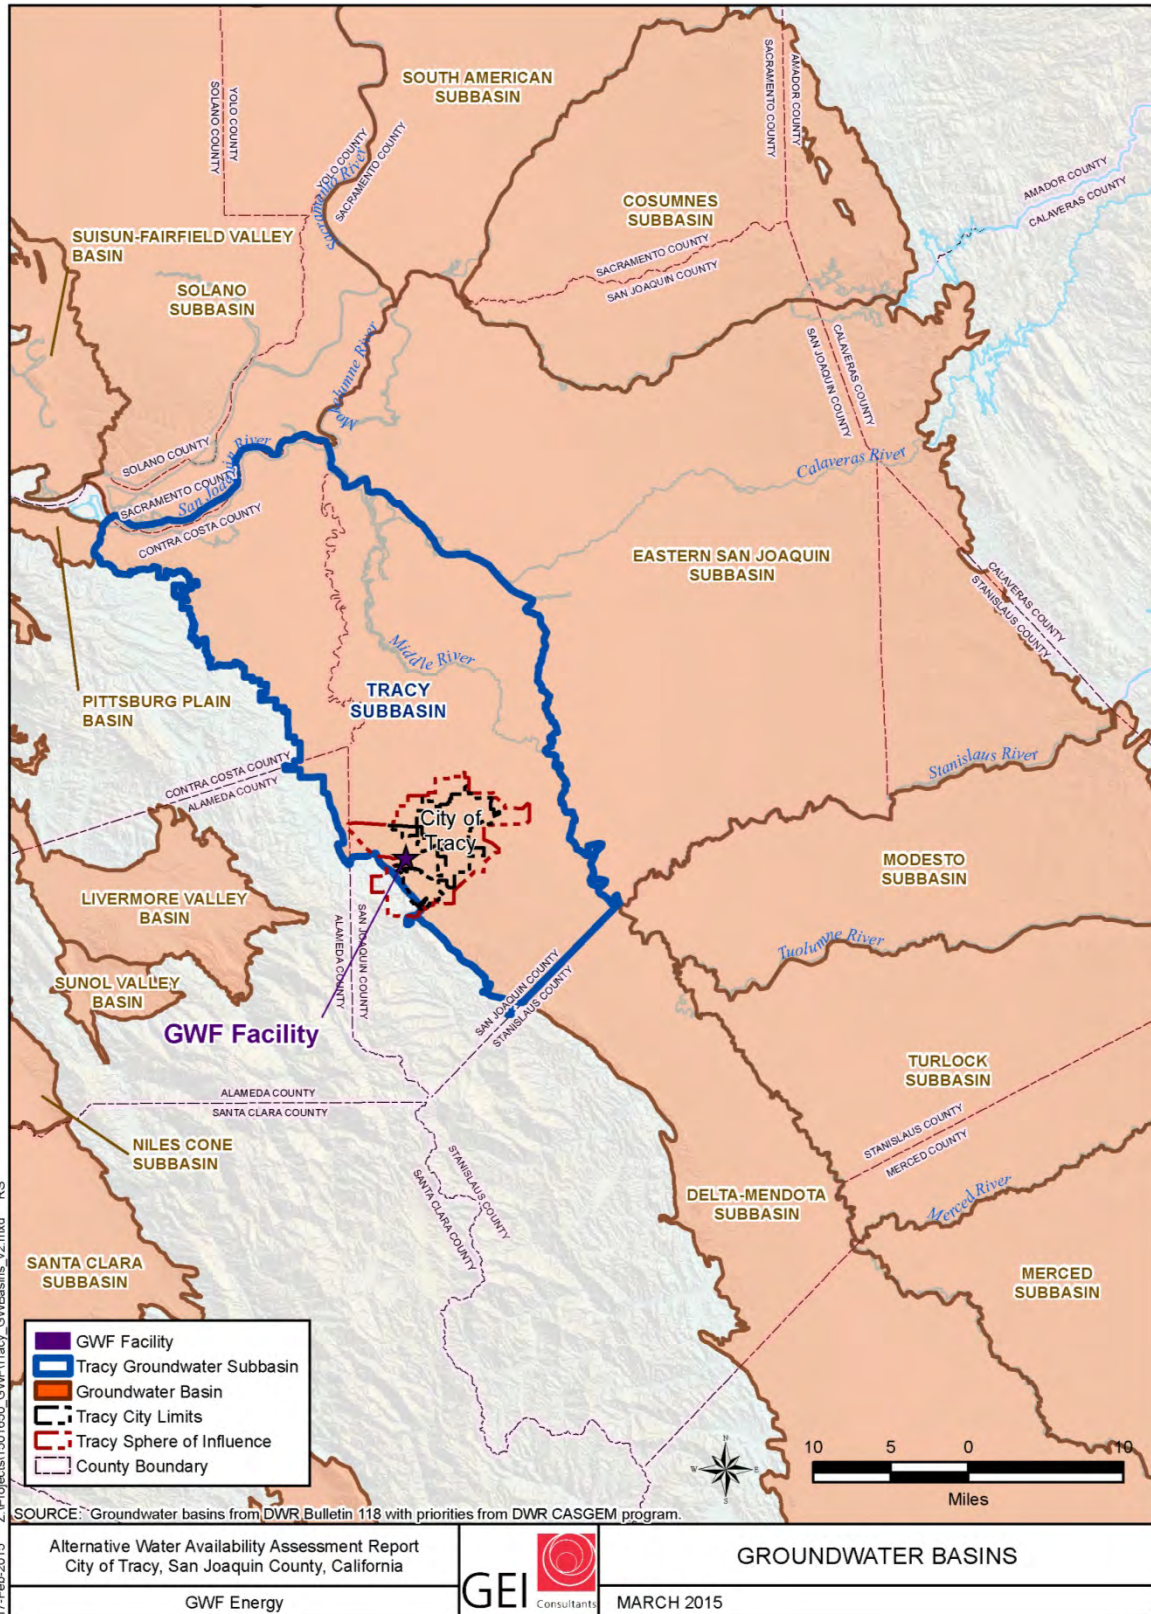 SOUTH AMERICAN
SUBBASIN
YOLO COUNTY
SOLANO COUNTY
SACRAMENTO COUNTY
AMADOR COUNTY
YOLO COUNTY
SACRAMENTO COUNTY
Sacramento River
AMADOR COUNTY
CALAVERAS COUNTY
COSUMNES
SUBBASIN
SUISUN-FAIRFIELD VALLEY
BASIN
SOLANO
SUBBASIN
SACRAMENTO COUNTY
SAN JOAQUIN COUNTY
Mokolumne River
CALAVERAS COUNTY
SAN JOAQUIN COUNTY
SOLANO COUNTY
SACRAMENTO COUNTY
San Joaquin River
CONTRA COSTA COUNTY
Calaveras River
EASTERN SAN JOAQUIN
SUBBASIN
CALAVERAS COUNTY
STANISLAUS COUNTY
Middle River
TRACY
SUBBASIN
PITTSBURG PLAIN
BASIN
CONTRA COSTA COUNTY
ALAMEDA COUNTY
Stanislaus River
City of
Tracy
MODESTO
SUBBASIN
LIVERMORE VALLEY
BASIN
SAN JOAQUIN COUNTY
ALAMEDA COUNTY
Tuolumne River
SUNOL VALLEY
BASIN
SAN JOAQUIN COUNTY
STANISLAUS COUNTY
GWF Facility
TURLOCK
SUBBASIN
ALAMEDA COUNTY
SANTA CLARA COUNTY
STANISLAUS COUNTY
MERCED COUNTY
NILES CONE
SUBBASIN
STANISLAUS COUNTY
SANTA CLARA COUNTY
DELTA-MENDOTA
SUBBASIN
Merced River
SANTA CLARA
SUBBASIN
MERCED
SUBBASIN
GWF Facility
Tracy Groundwater Subbasin
Groundwater Basin
Tracy City Limits
Tracy Sphere of Influence
County Boundary
N
W E
S
10 5 0 10
Miles
SOURCE: Groundwater basins from DWR Bulletin 118 with priorities from DWR CASGEM program.
Alternative Water Availability Assessment Report
City of Tracy, San Joaquin County, California
GWF Energy
GEI Consultants
GROUNDWATER BASINS
MARCH 2015